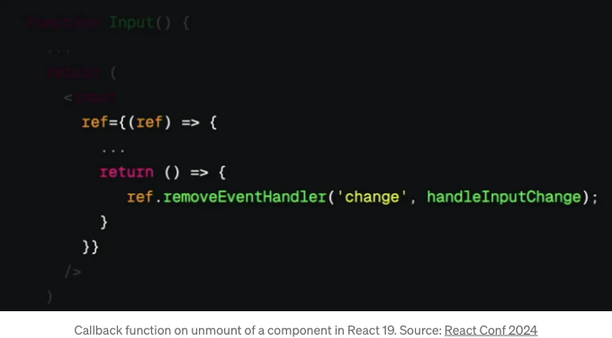 function Input() {
...
return (
<input
ref={(ref) => {
...
return () => {
ref.removeEventHandler('change', handleInputChange);
}
}}
/>
)
Callback function on unmount of a component in React 19. Source: React Conf 2024